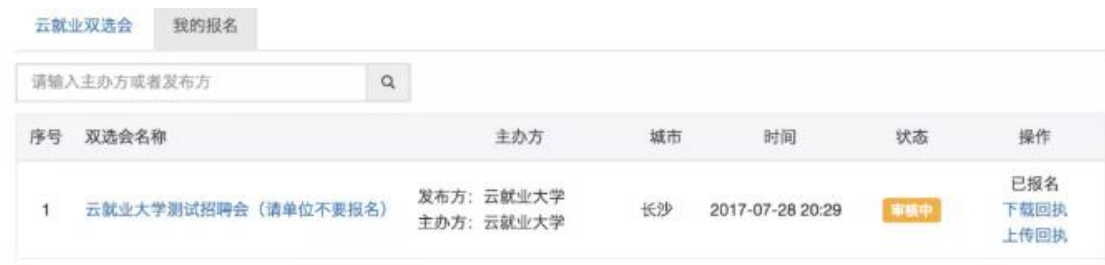 云就业双选会 我的报名
请输入主办方或者发布方
序号 双选会名称 主办方 城市 时间 状态 操作
1 云就业大学测试招聘会（请单位不要报名） 发布方：云就业大学 主办方：云就业大学 长沙 2017-07-28 20:29 审核中 已报名 下载回执 上传回执